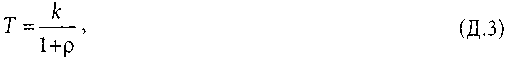 T = k / (1+ρ), (Д.3)